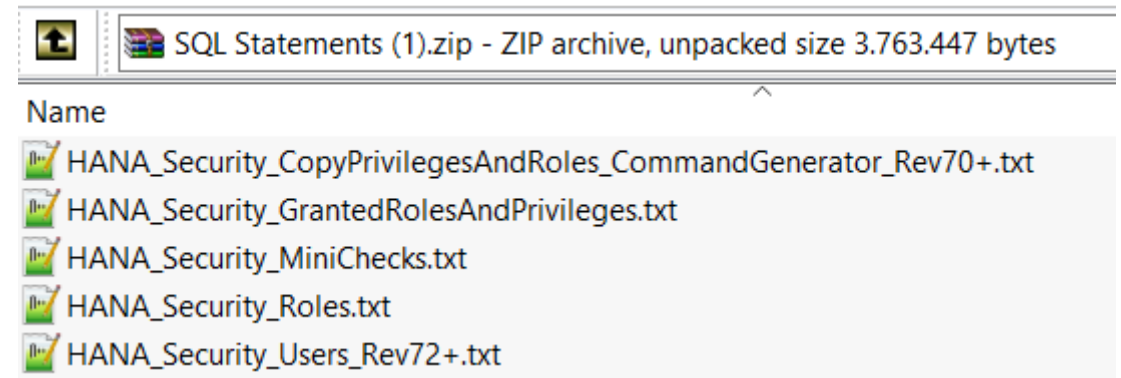 SQL Statements (1).zip - ZIP archive, unpacked size 3.763.447 bytes
Name
HANA_Security_CopyPrivilegesAndRoles_CommandGenerator_Rev70+.txt
HANA_Security_GrantedRolesAndPrivileges.txt
HANA_Security_MiniChecks.txt
HANA_Security_Roles.txt
HANA_Security_Users_Rev72+.txt